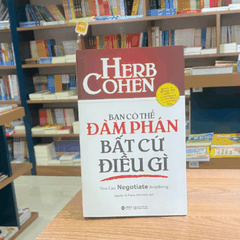 HERB
COHEN
BẠN CÓ THỂ
ĐÀM PHÁN
BẤT CỨ
ĐIỀU GÌ
You Can Negotiate Anything